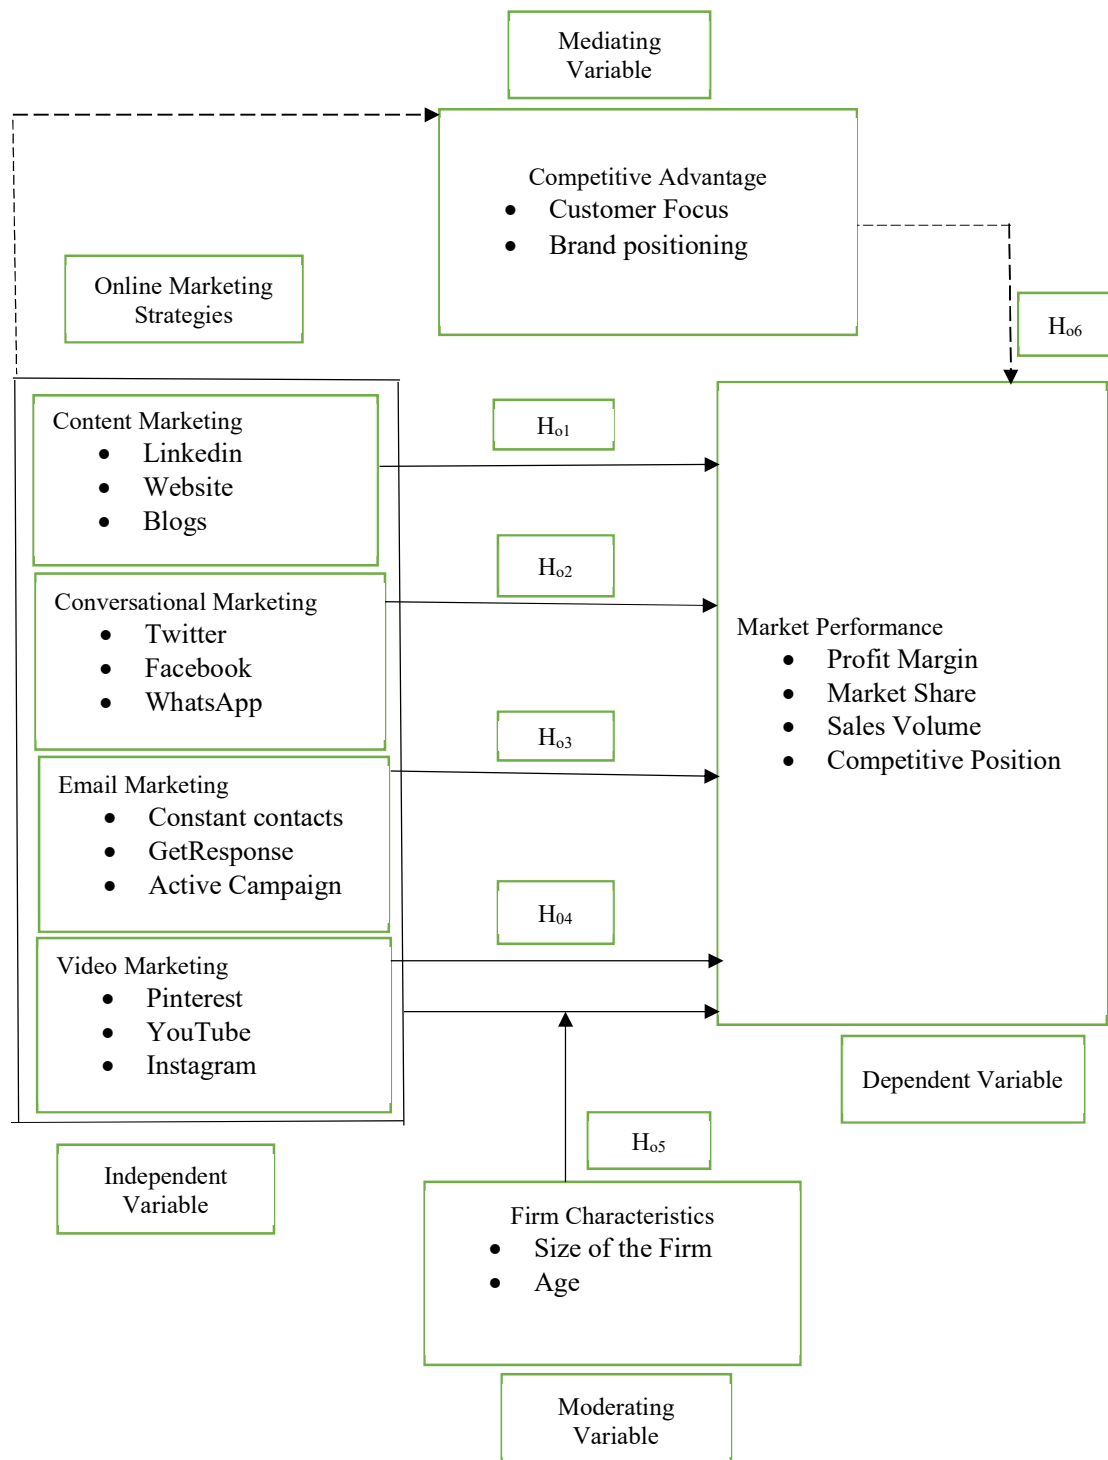 Mediating
Variable
Competitive Advantage
• Customer Focus
• Brand positioning
Online Marketing
Strategies
Ho6
Content Marketing
• Linkedin
• Website
• Blogs
Ho1
Conversational Marketing
• Twitter
• Facebook
• WhatsApp
Ho2
Email Marketing
• Constant contacts
• GetResponse
• Active Campaign
Ho3
Video Marketing
• Pinterest
• YouTube
• Instagram
H04
Market Performance
• Profit Margin
• Market Share
• Sales Volume
• Competitive Position
Dependent Variable
Independent
Variable
Ho5
Firm Characteristics
• Size of the Firm
• Age
Moderating
Variable